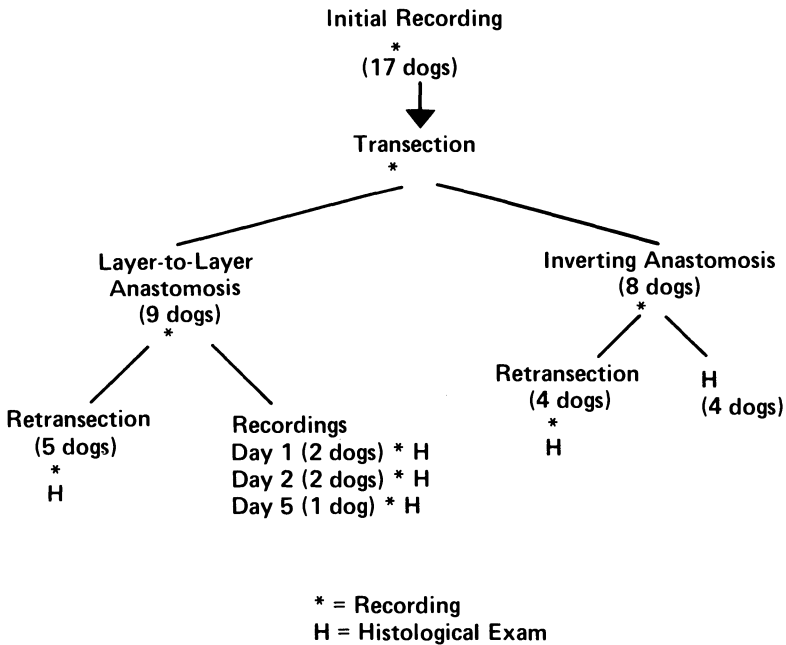 Initial Recording
*
(17 dogs)
Transection
*
Layer-to-Layer
Anastomosis
(9 dogs)
*
Inverting Anastomosis
(8 dogs)
*
Retransection
(5 dogs)
*
H
Recordings
Day 1 (2 dogs) * H
Day 2 (2 dogs) * H
Day 5 (1 dog) * H
Retransection
(4 dogs)
*
H
H
(4 dogs)
* = Recording
H = Histological Exam